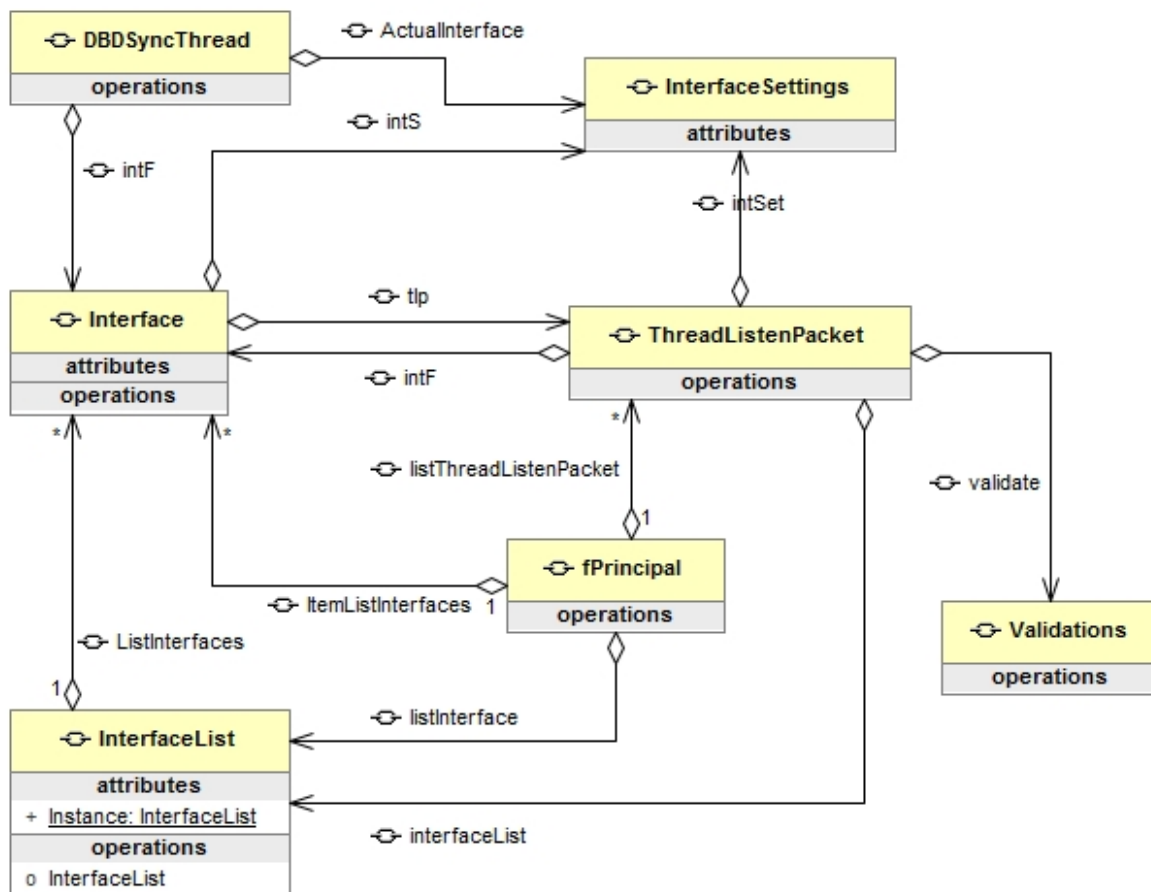 DBDSyncThread
operations
ActualInterface
InterfaceSettings
attributes
intS
intF
intSet
Interface
attributes
operations
tlp
ThreadListenPacket
operations
intF
* *
*
listThreadListenPacket
validate
1
fPrincipal
operations
ItemListInterfaces 1
ListInterfaces
Validations
operations
1
InterfaceList
attributes
+ Instance: InterfaceList
operations
o InterfaceList
listInterface
interfaceList